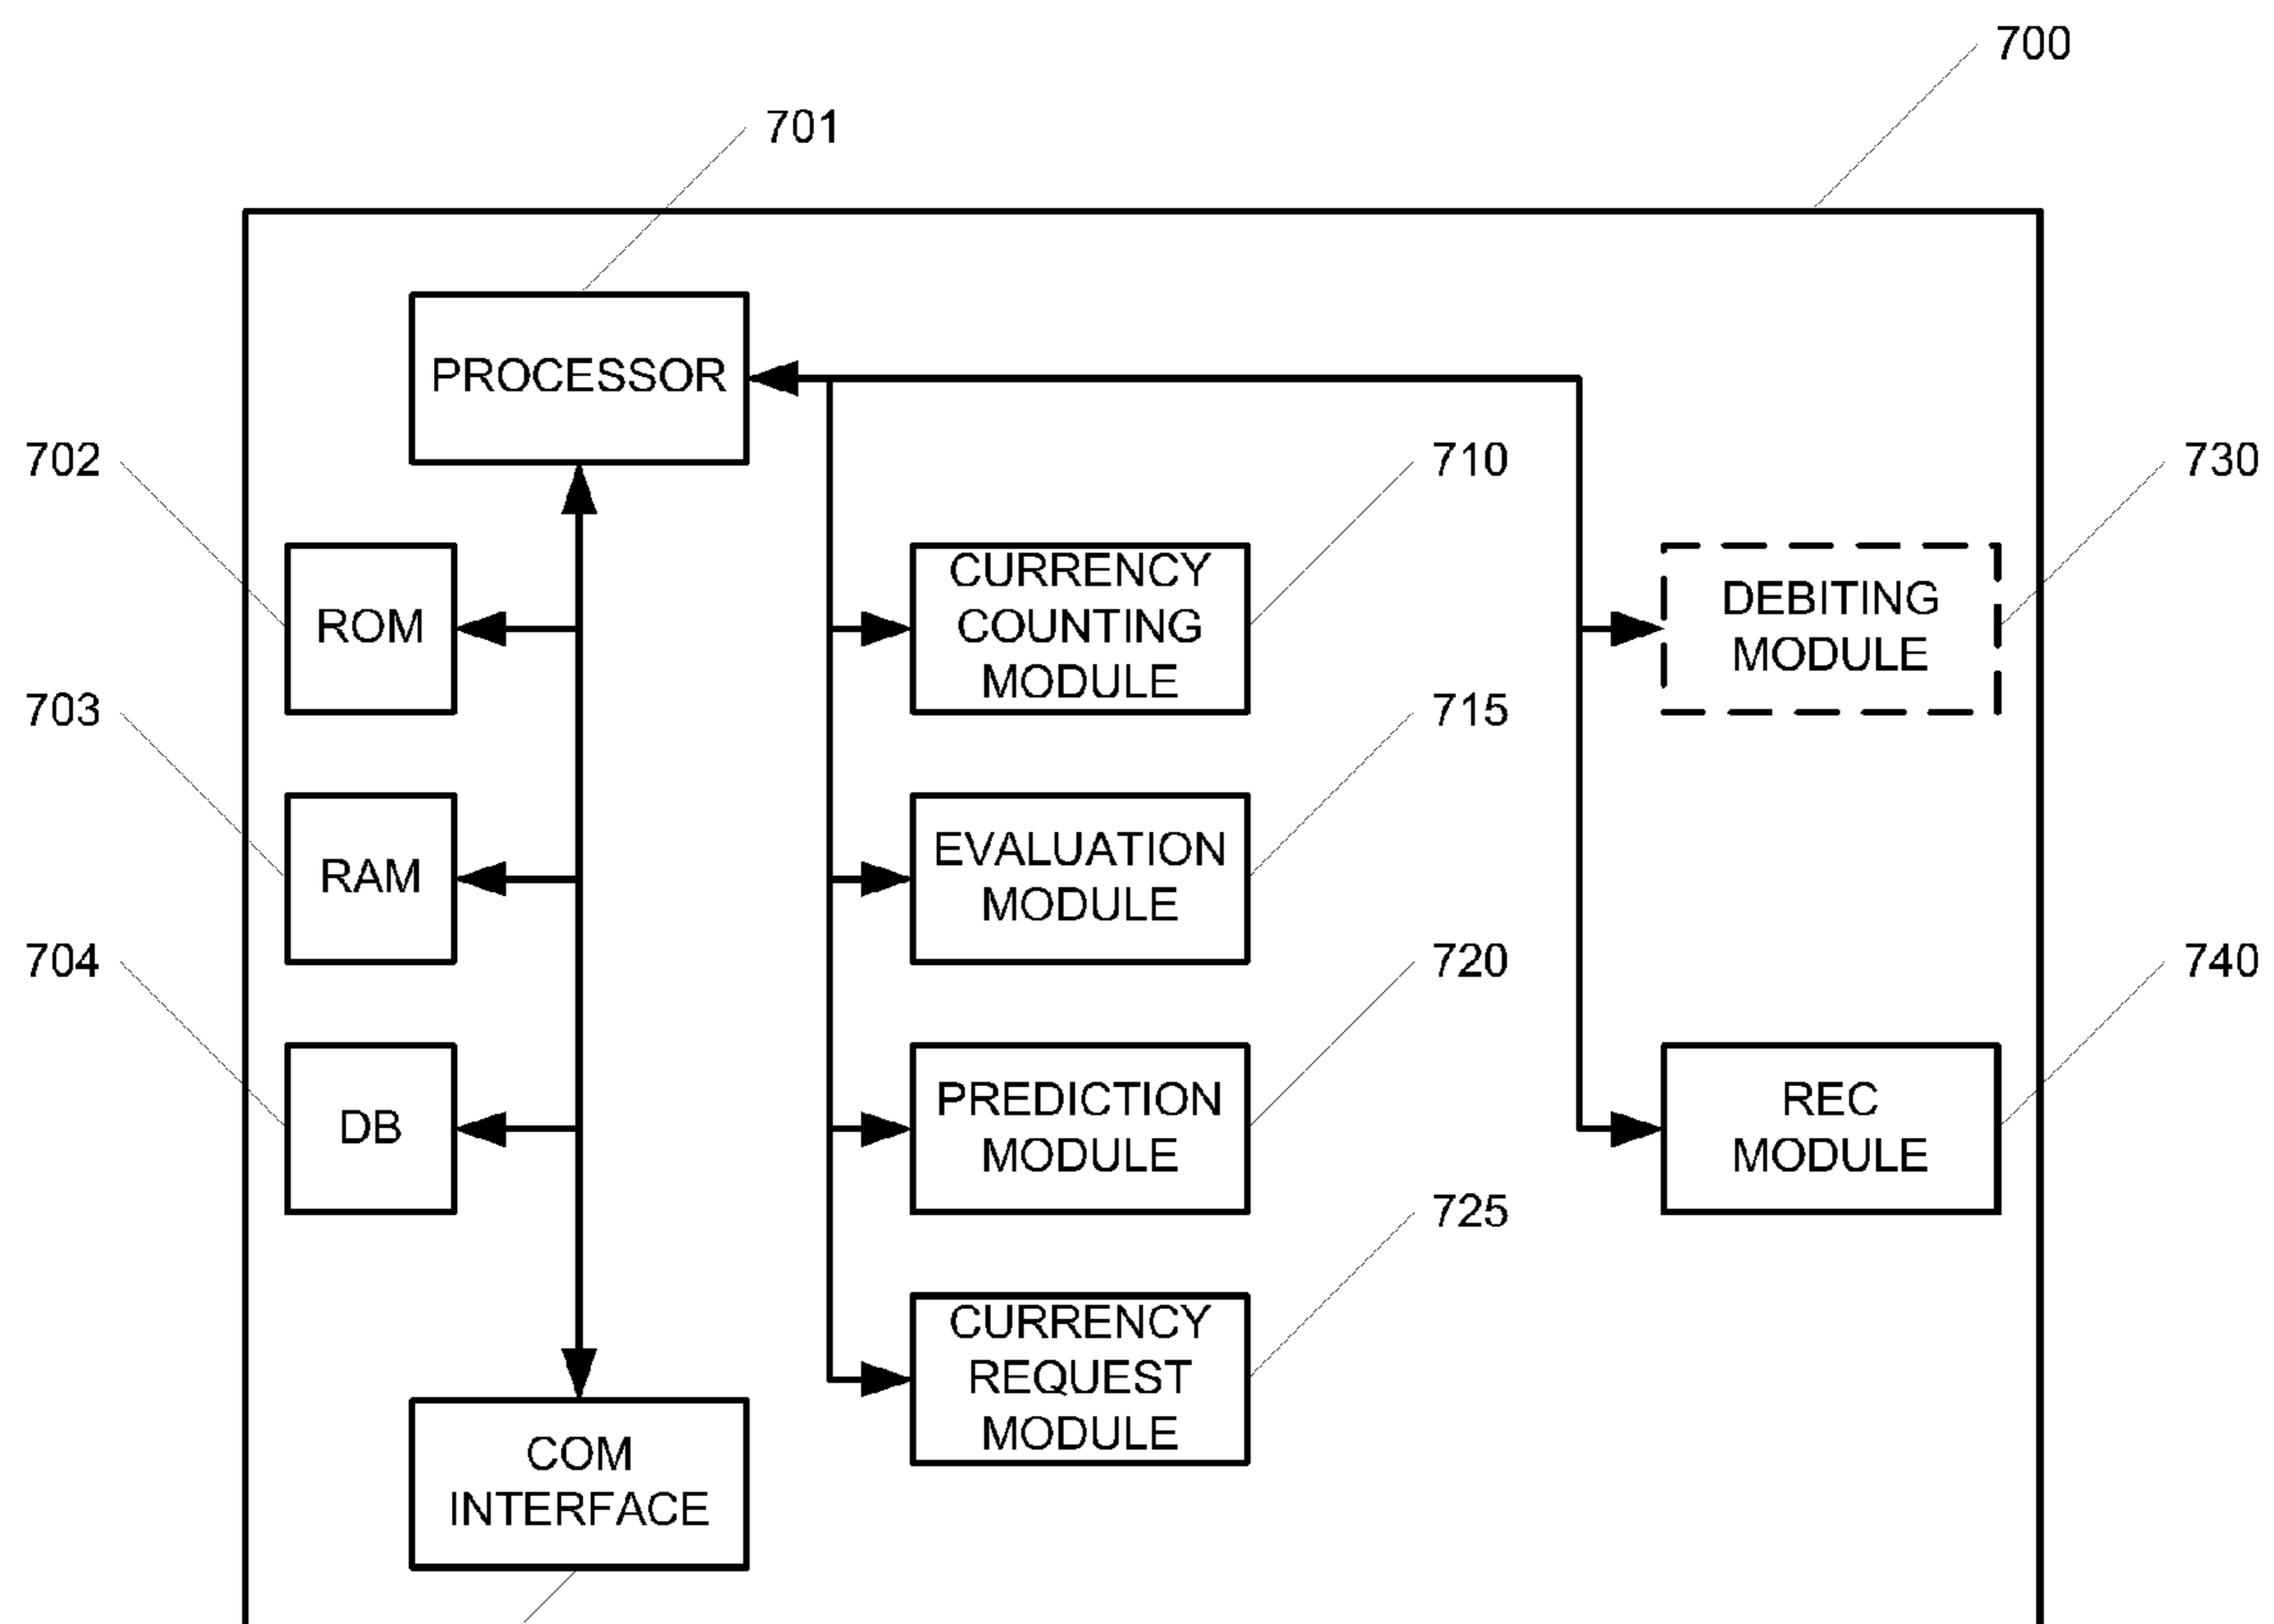 700
701
PROCESSOR
702
710
730
ROM
CURRENCY
COUNTING
MODULE
DEBITING
MODULE
703
715
RAM
EVALUATION
MODULE
704
720
740
DB
PREDICTION
MODULE
REC
MODULE
725
CURRENCY
REQUEST
MODULE
COM
INTERFACE